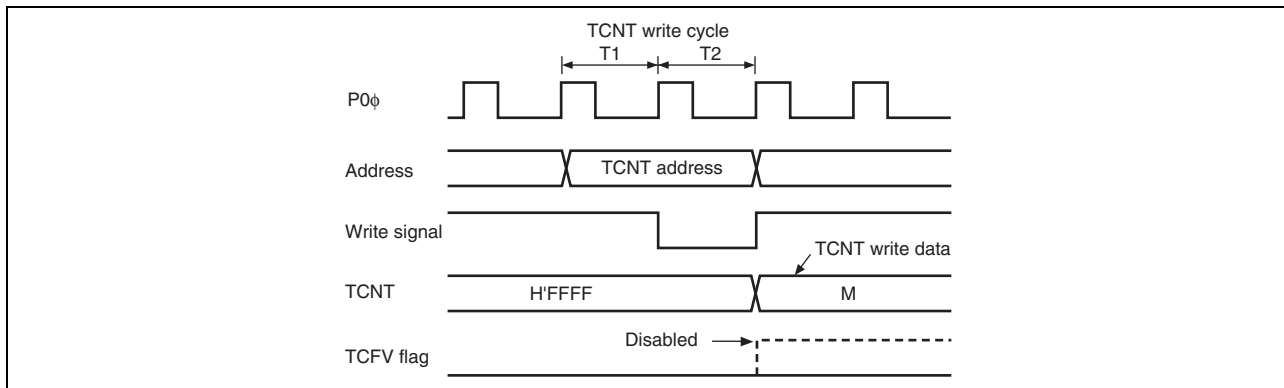 TCNT write cycle
T1 T2
P0ϕ
Address TCNT address
Write signal
TCNT write data
TCNT H'FFFF M
Disabled
TCFV flag